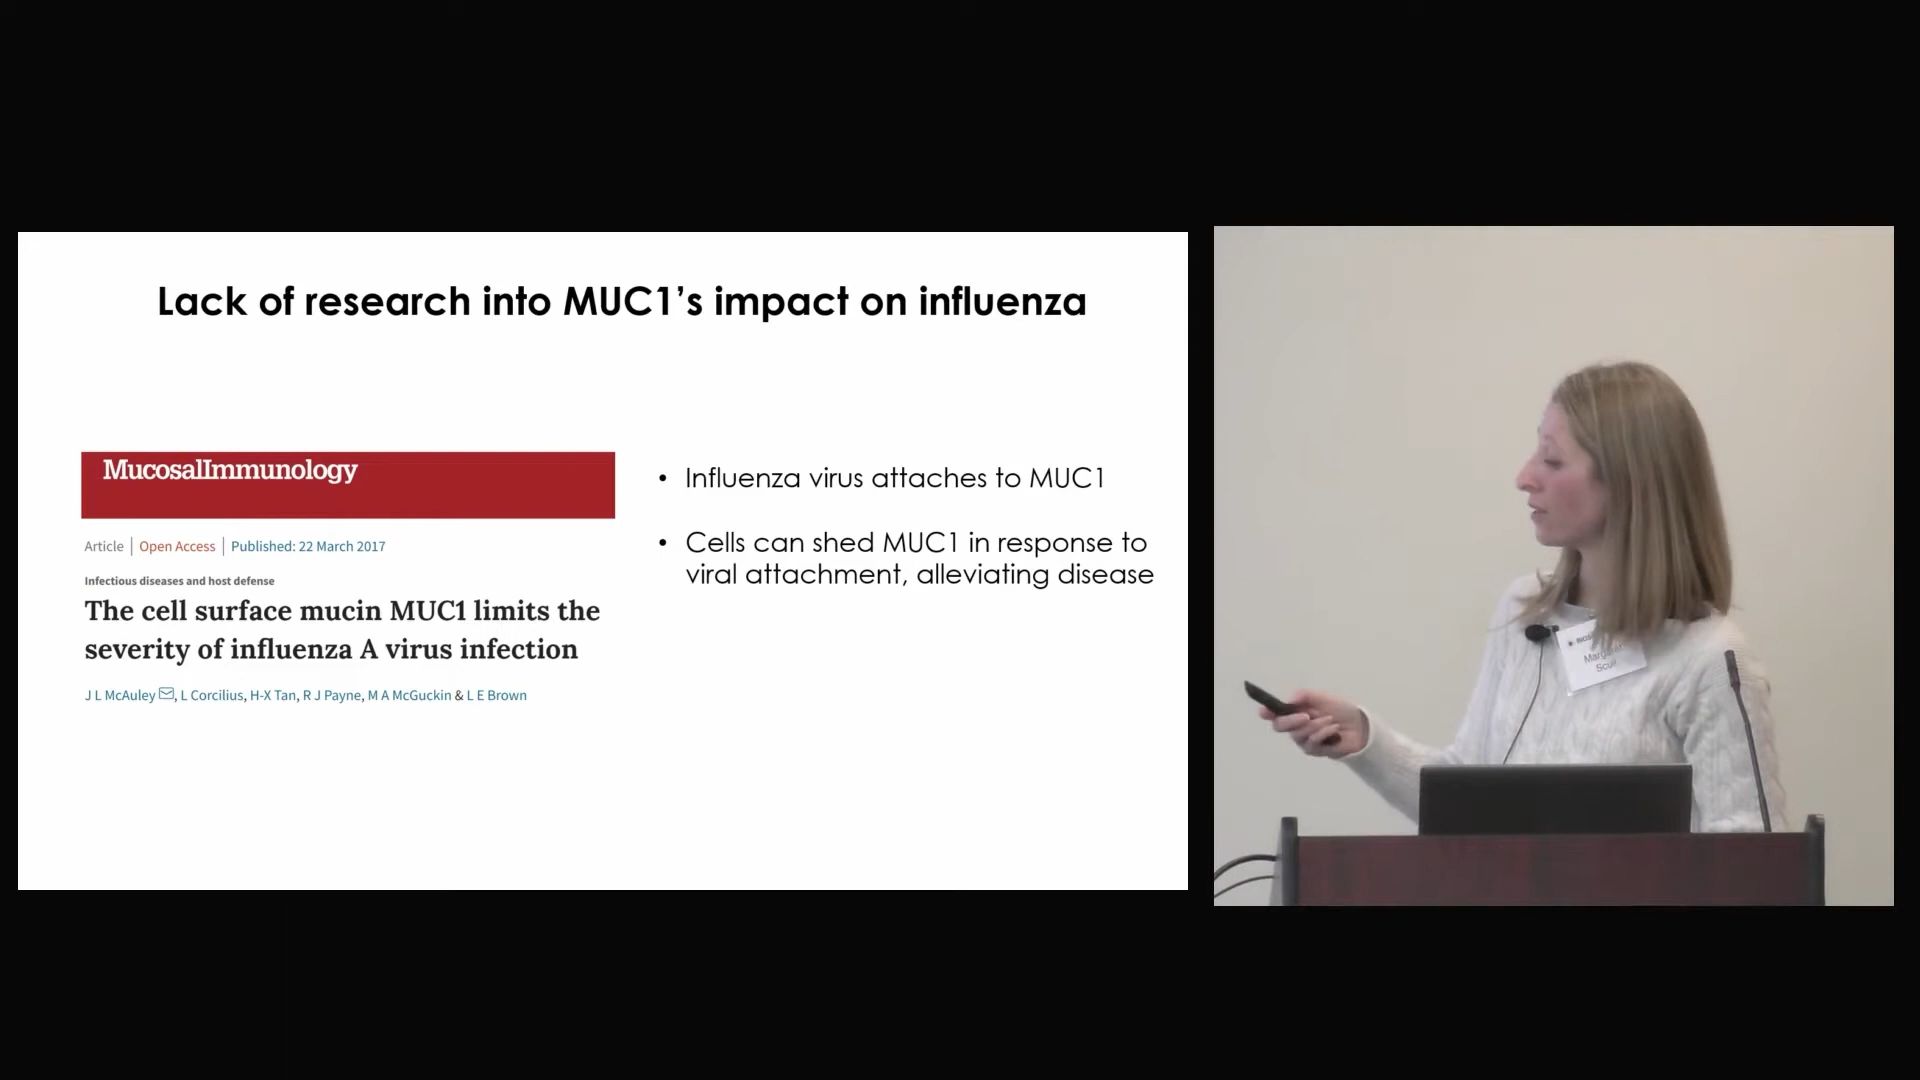 Lack of research into MUC1’s impact on influenza
MucosalImmunology
Article | Open Access | Published: 22 March 2017
Infectious diseases and host defense
The cell surface mucin MUC1 limits the
severity of influenza A virus infection
J L McAuley, L Corcilius, H-X Tan, R J Payne, M A McGuckin & L E Brown
• Influenza virus attaches to MUC1
• Cells can shed MUC1 in response to
viral attachment, alleviating disease
Margaret
Scull